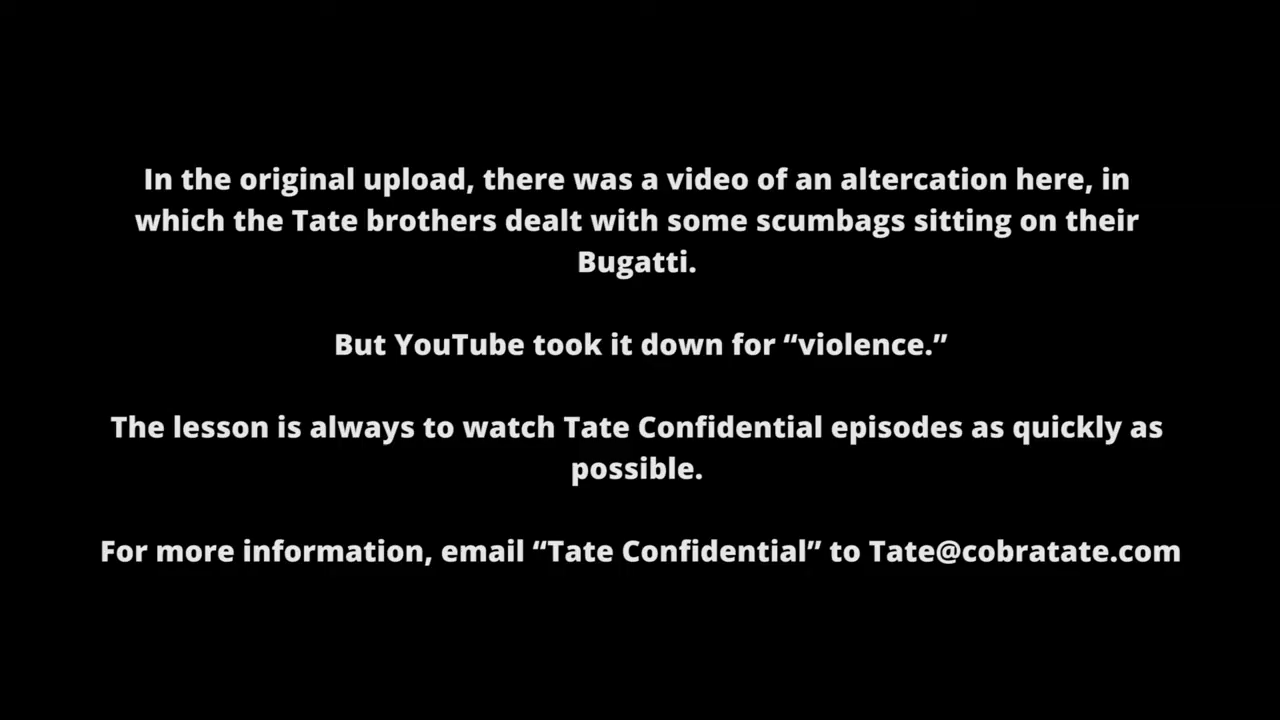 In the original upload, there was a video of an altercation here, in
which the Tate brothers dealt with some scumbags sitting on their
Bugatti.
But YouTube took it down for “violence.”
The lesson is always to watch Tate Confidential episodes as quickly as
possible.
For more information, email “Tate Confidential” to Tate@cobratate.com